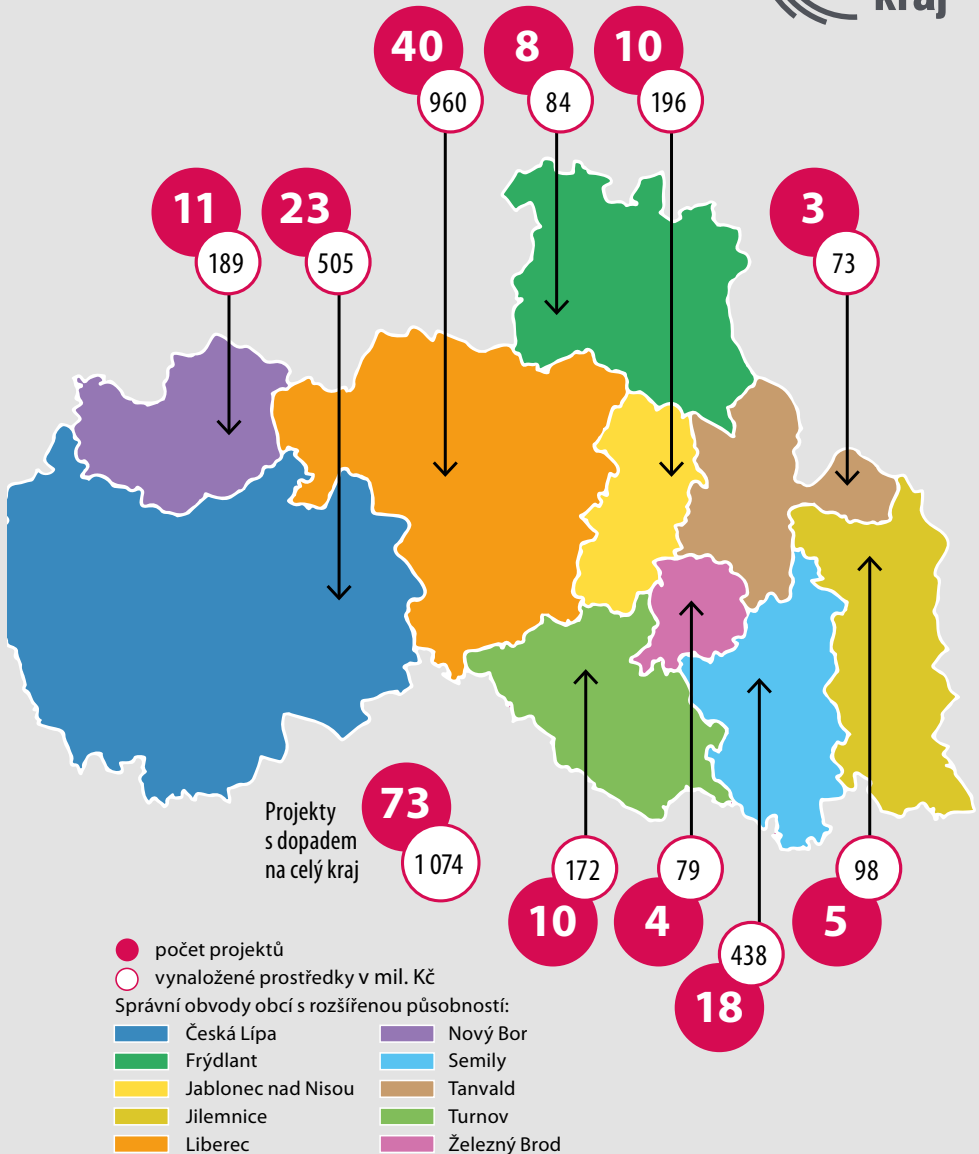 kraj
40
8
10
960
84
196
11
23
3
189
505
73
Projekty
s dopadem
na celý kraj
73
1 074
172
79
98
10
4
5
438
18
počet projektů
vynaložené prostředky v mil. Kč
Správní obvody obcí s rozšířenou působností:
Česká Lípa
Frýdlant
Jablonec nad Nisou
Jilemnice
Liberec
Nový Bor
Semily
Tanvald
Turnov
Železný Brod